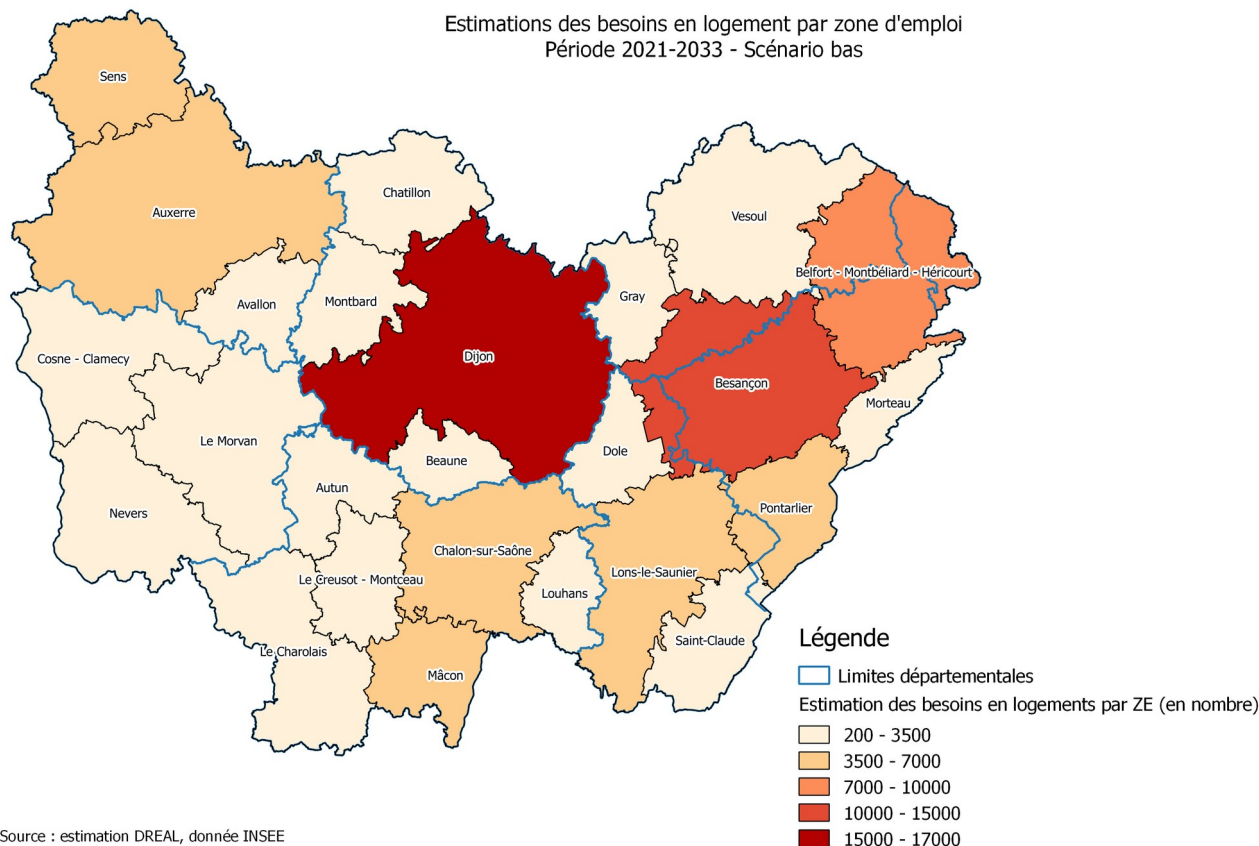 Estimations des besoins en logement par zone d'emploi
Période 2021-2033 - Scénario bas
Sens
Auxerre
Chatillon
Vesoul
Belfort - Montbéliard - Héricourt
Avallon
Montbard
Gray
Cosne - Clamecy
Dijon
Besançon
Morteau
Le Morvan
Beaune
Dole
Autun
Nevers
Pontarlier
Chalon-sur-Saône
Lons-le-Saunier
Le Creusot - Montceau
Louhans
Saint-Claude
Le Charolais
Mâcon
Légende
Limites départementales
Estimation des besoins en logements par ZE (en nombre)
200 - 3500
3500 - 7000
7000 - 10000
10000 - 15000
15000 - 17000
Source : estimation DREAL, donnée INSEE